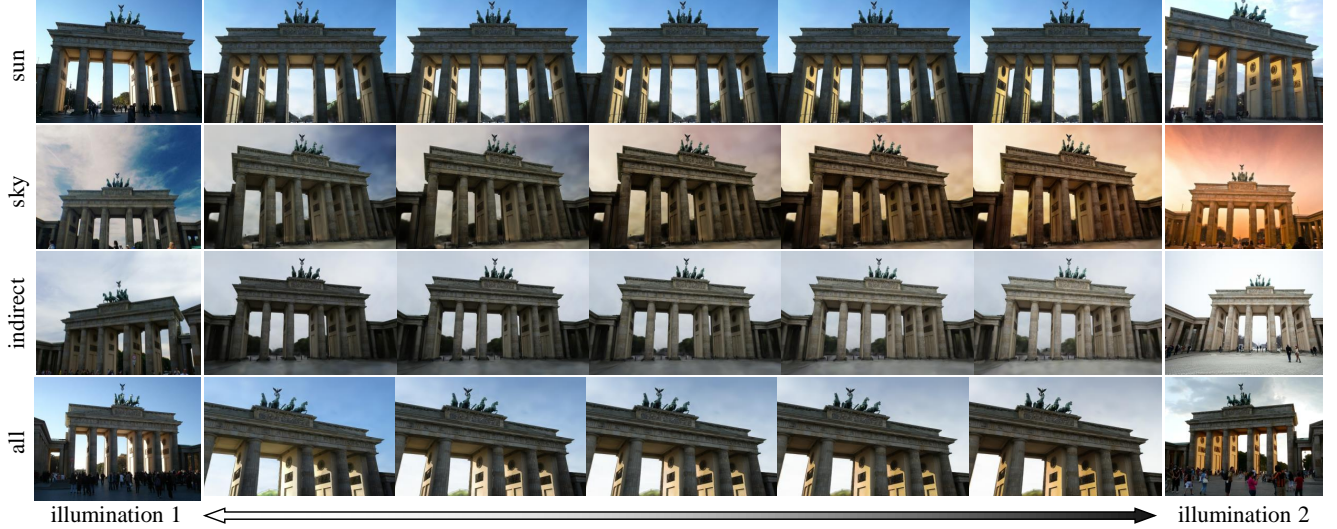 sun
sky
indirect
all
illumination 1
illumination 2